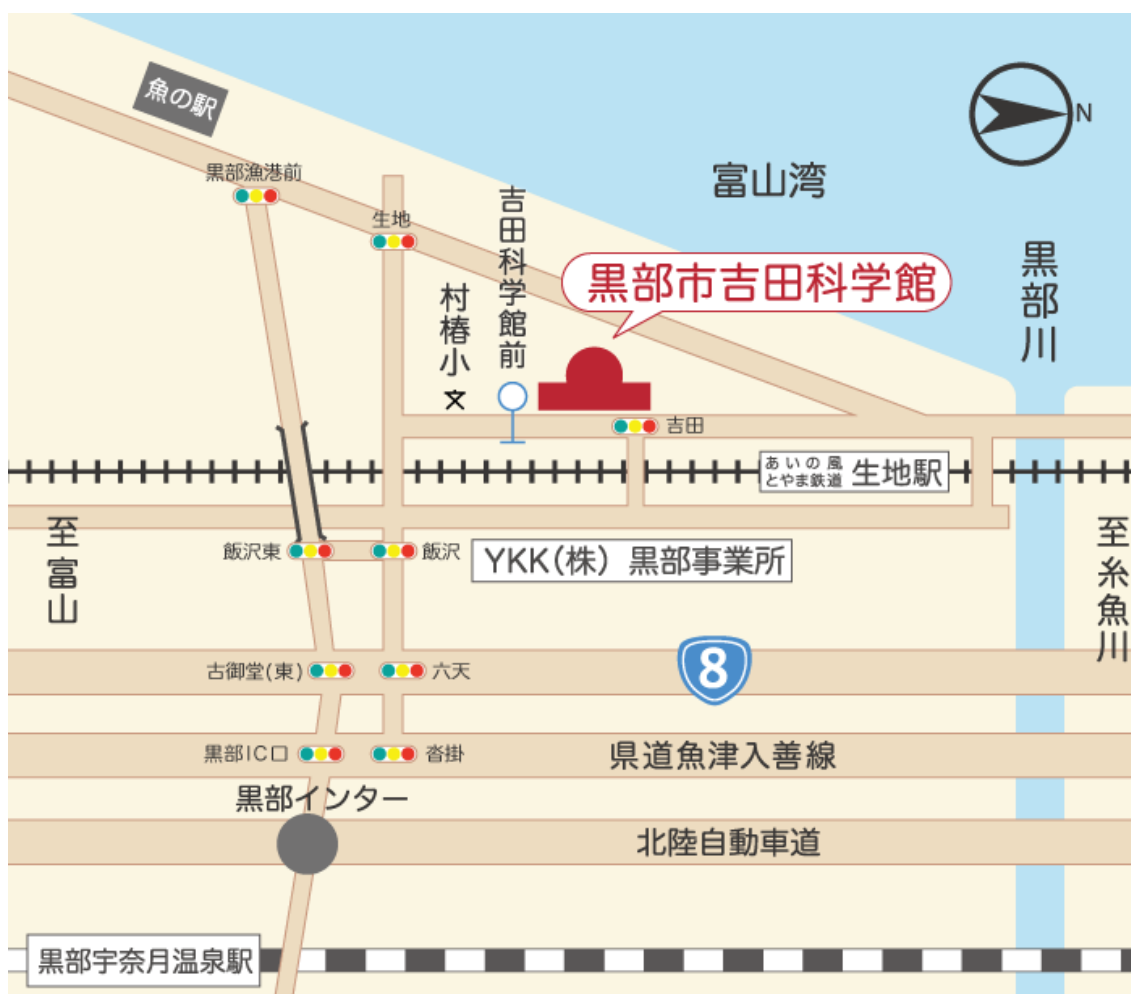 魚の駅
N
黒部漁港前
富山湾
生地
吉田科学館前
黒部川
黒部市吉田科学館
村椿小
文
吉田
あいの風
とやま鉄道
生地駅
至富山
至糸魚川
飯沢東
飯沢
YKK(株) 黒部事業所
8
古御堂(東)
六天
黒部IC口
沓掛
県道魚津入善線
黒部インター
北陸自動車道
黒部宇奈月温泉駅